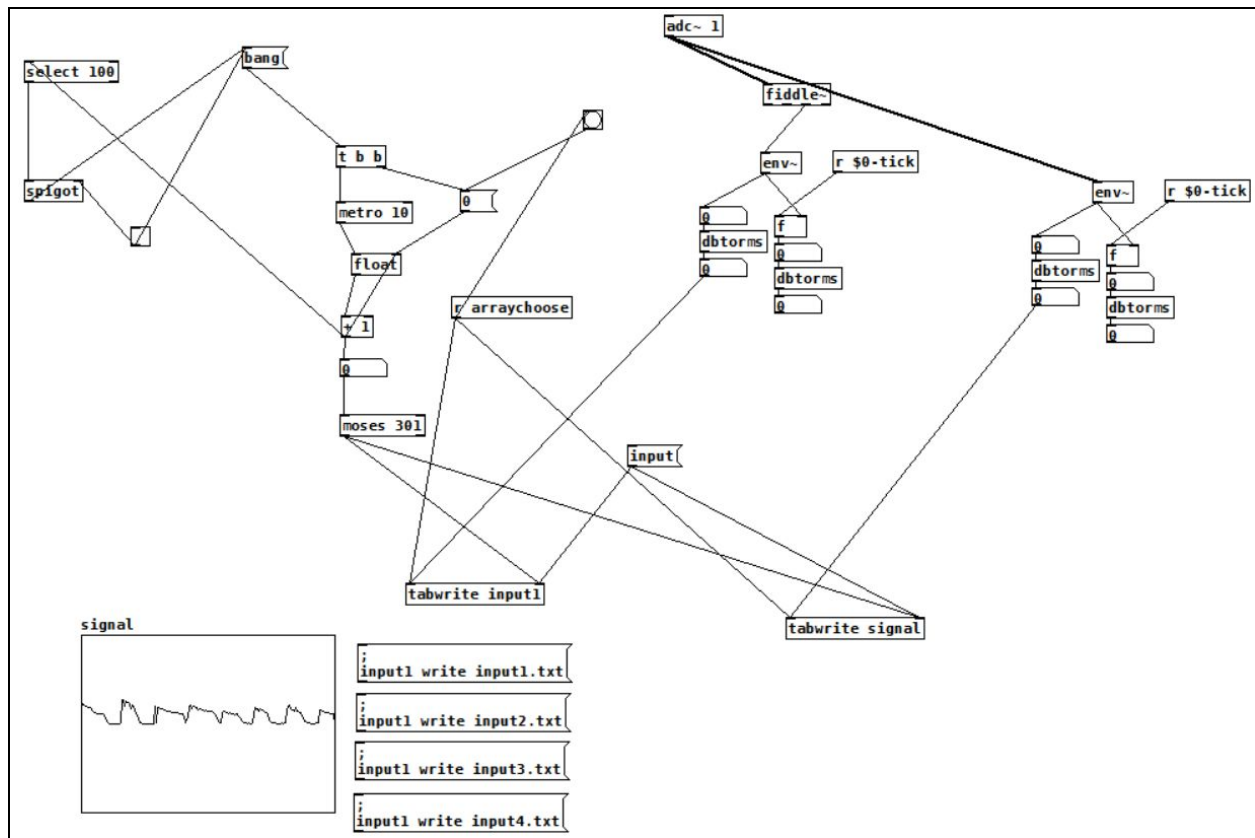 adc~ 1
bang
select 100
fiddle~
t b b
env~
r $0-tick
spigot
env~
r $0-tick
0
metro 10
0
f
0
f
float
dbtorms
0
dbtorms
0
0
dbtorms
0
dbtorms
r arraychoose
0
0
+ 1
0
moses 301
input
tabwrite input1
signal
tabwrite signal
;
input1 write input1.txt
;
input1 write input2.txt
;
input1 write input3.txt
;
input1 write input4.txt